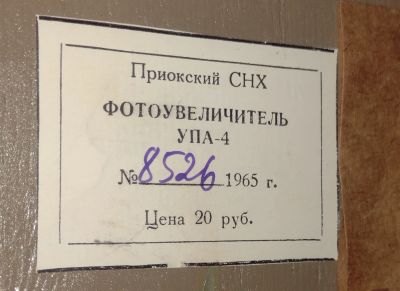 Приокский СНХ
ФОТОУВЕЛИЧИТЕЛЬ
УПА-4
№ 8526 1965 г.
Цена 20 руб.